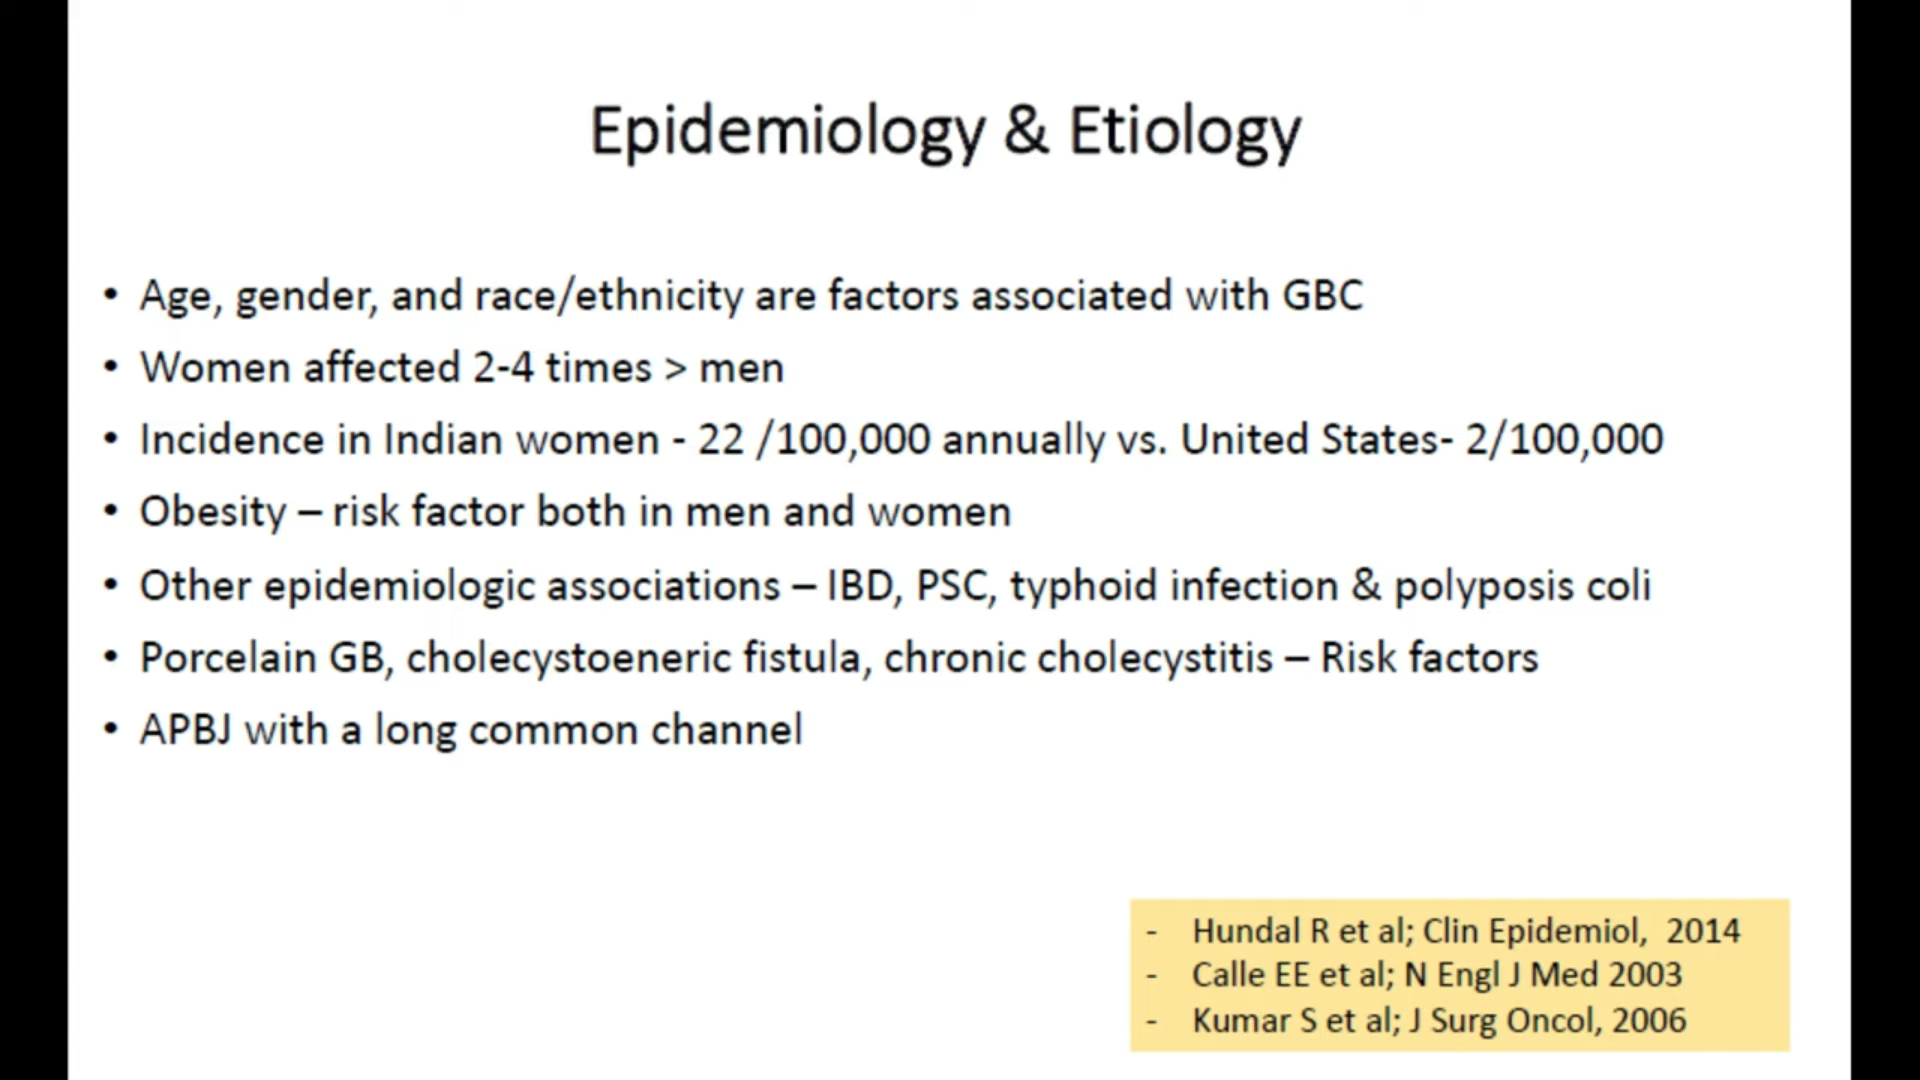 Epidemiology & Etiology
• Age, gender, and race/ethnicity are factors associated with GBC
• Women affected 2-4 times > men
• Incidence in Indian women - 22 /100,000 annually vs. United States- 2/100,000
• Obesity – risk factor both in men and women
• Other epidemiologic associations – IBD, PSC, typhoid infection & polyposis coli
• Porcelain GB, cholecystoeneric fistula, chronic cholecystitis – Risk factors
• APBJ with a long common channel
- Hundal R et al; Clin Epidemiol, 2014
- Calle EE et al; N Engl J Med 2003
- Kumar S et al; J Surg Oncol, 2006